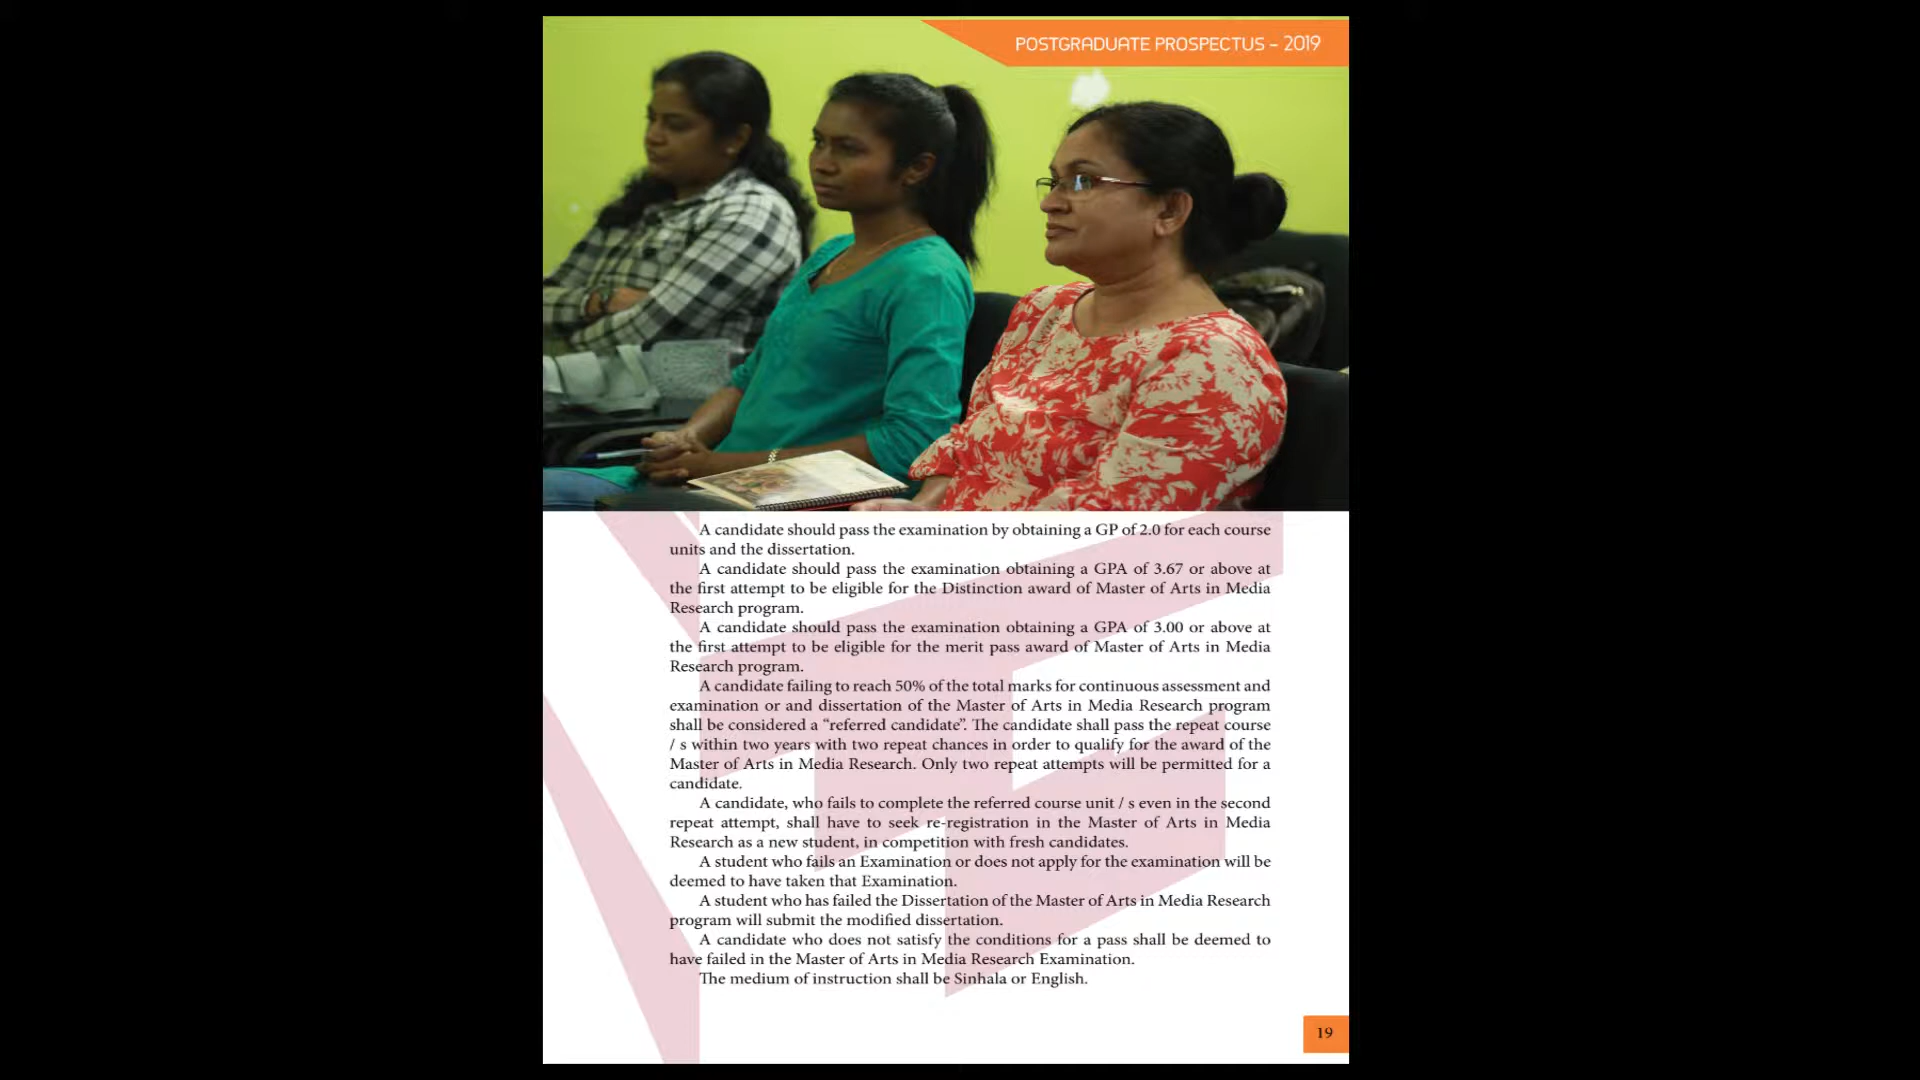 POSTGRADUATE PROSPECTUS – 2019
A candidate should pass the examination by obtaining a GP of 2.0 for each course
units and the dissertation.
A candidate should pass the examination obtaining a GPA of 3.67 or above at
the first attempt to be eligible for the Distinction award of Master of Arts in Media
Research program.
A candidate should pass the examination obtaining a GPA of 3.00 or above at
the first attempt to be eligible for the merit pass award of Master of Arts in Media
Research program.
A candidate failing to reach 50% of the total marks for continuous assessment and
examination or and dissertation of the Master of Arts in Media Research program
shall be considered a “referred candidate”. The candidate shall pass the repeat course
/ s within two years with two repeat chances in order to qualify for the award of the
Master of Arts in Media Research. Only two repeat attempts will be permitted for a
candidate.
A candidate, who fails to complete the referred course unit / s even in the second
repeat attempt, shall have to seek re-registration in the Master of Arts in Media
Research as a new student, in competition with fresh candidates.
A student who fails an Examination or does not apply for the examination will be
deemed to have taken that Examination.
A student who has failed the Dissertation of the Master of Arts in Media Research
program will submit the modified dissertation.
A candidate who does not satisfy the conditions for a pass shall be deemed to
have failed in the Master of Arts in Media Research Examination.
The medium of instruction shall be Sinhala or English.
19